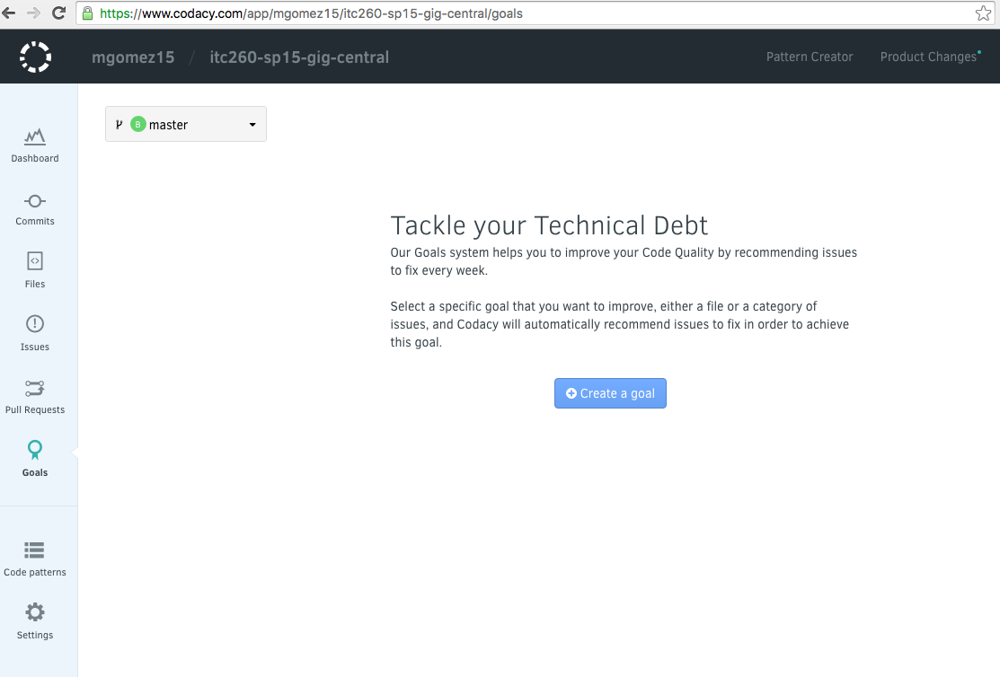 https://www.codacy.com/app/mgomez15/itc260-sp15-gig-central/goals
mgomez15 / itc260-sp15-gig-central
Pattern Creator
Product Changes
B master
Dashboard
Commits
Files
Issues
Pull Requests
Goals
Code patterns
Settings
Tackle your Technical Debt
Our Goals system helps you to improve your Code Quality by recommending issues
to fix every week.
Select a specific goal that you want to improve, either a file or a category of
issues, and Codacy will automatically recommend issues to fix in order to achieve
this goal.
Create a goal